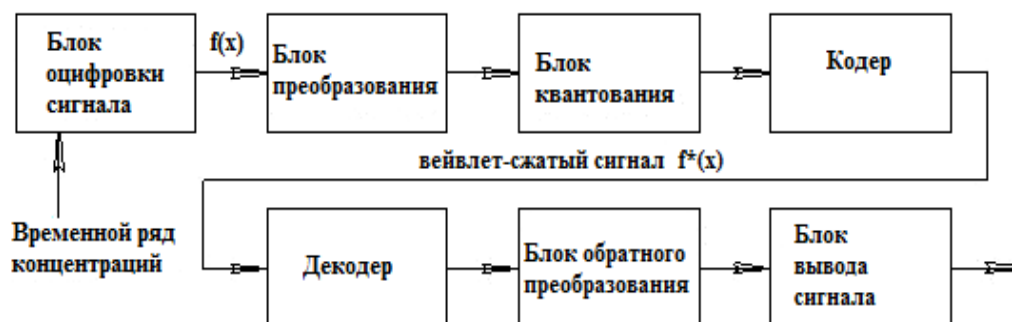 Блок
оцифровки
сигнала
f(x)
Блок
преобразования
Блок
квантования
Кодер
вейвлет-сжатый сигнал f*(x)
Временной ряд
концентраций
Декодер
Блок обратного
преобразования
Блок
вывода
сигнала